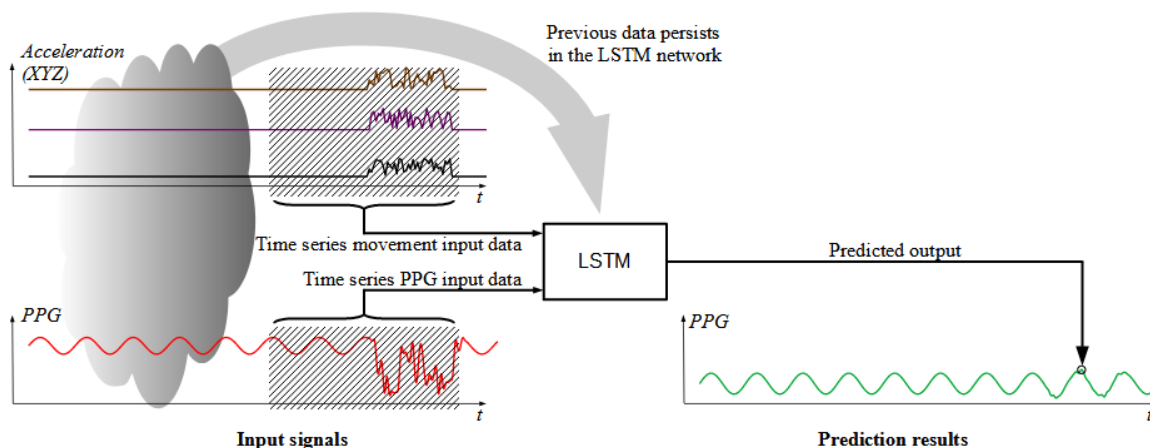 Acceleration
(XYZ)
Previous data persists
in the LSTM network
t
Time series movement input data
LSTM
Predicted output
Time series PPG input data
PPG
PPG
t
t
Input signals
Prediction results